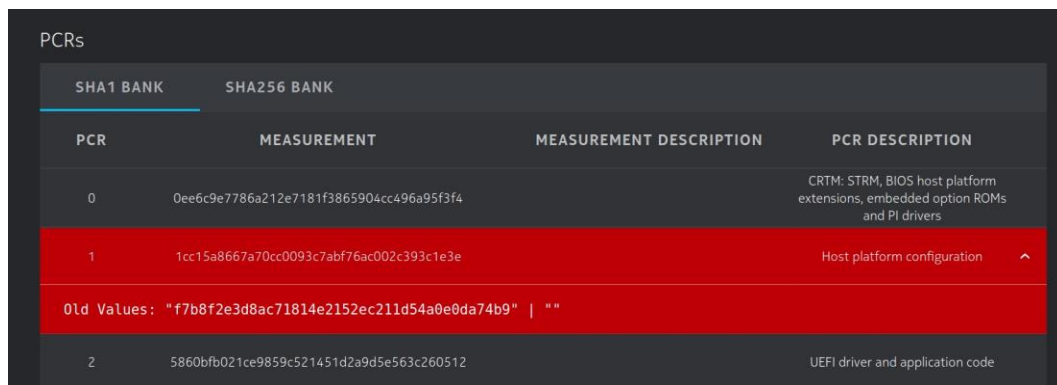 PCRs
SHA1 BANK SHA256 BANK
PCR MEASUREMENT MEASUREMENT DESCRIPTION PCR DESCRIPTION
0 0ee6c9e7786a212e7181f3865904cc496a95f3f4 CRTM: STRM, BIOS host platform
extensions, embedded option ROMs
and PI drivers
1 1cc15a8667a70cc0093c7abf76ac002c393c1e3e Host platform configuration
Old Values: "f7b8f2e3d8ac71814e2152ec211d54a0e0da74b9" | ""
2 5860bfb021ce9859c521451d2a9d5e563c260512 UEFI driver and application code